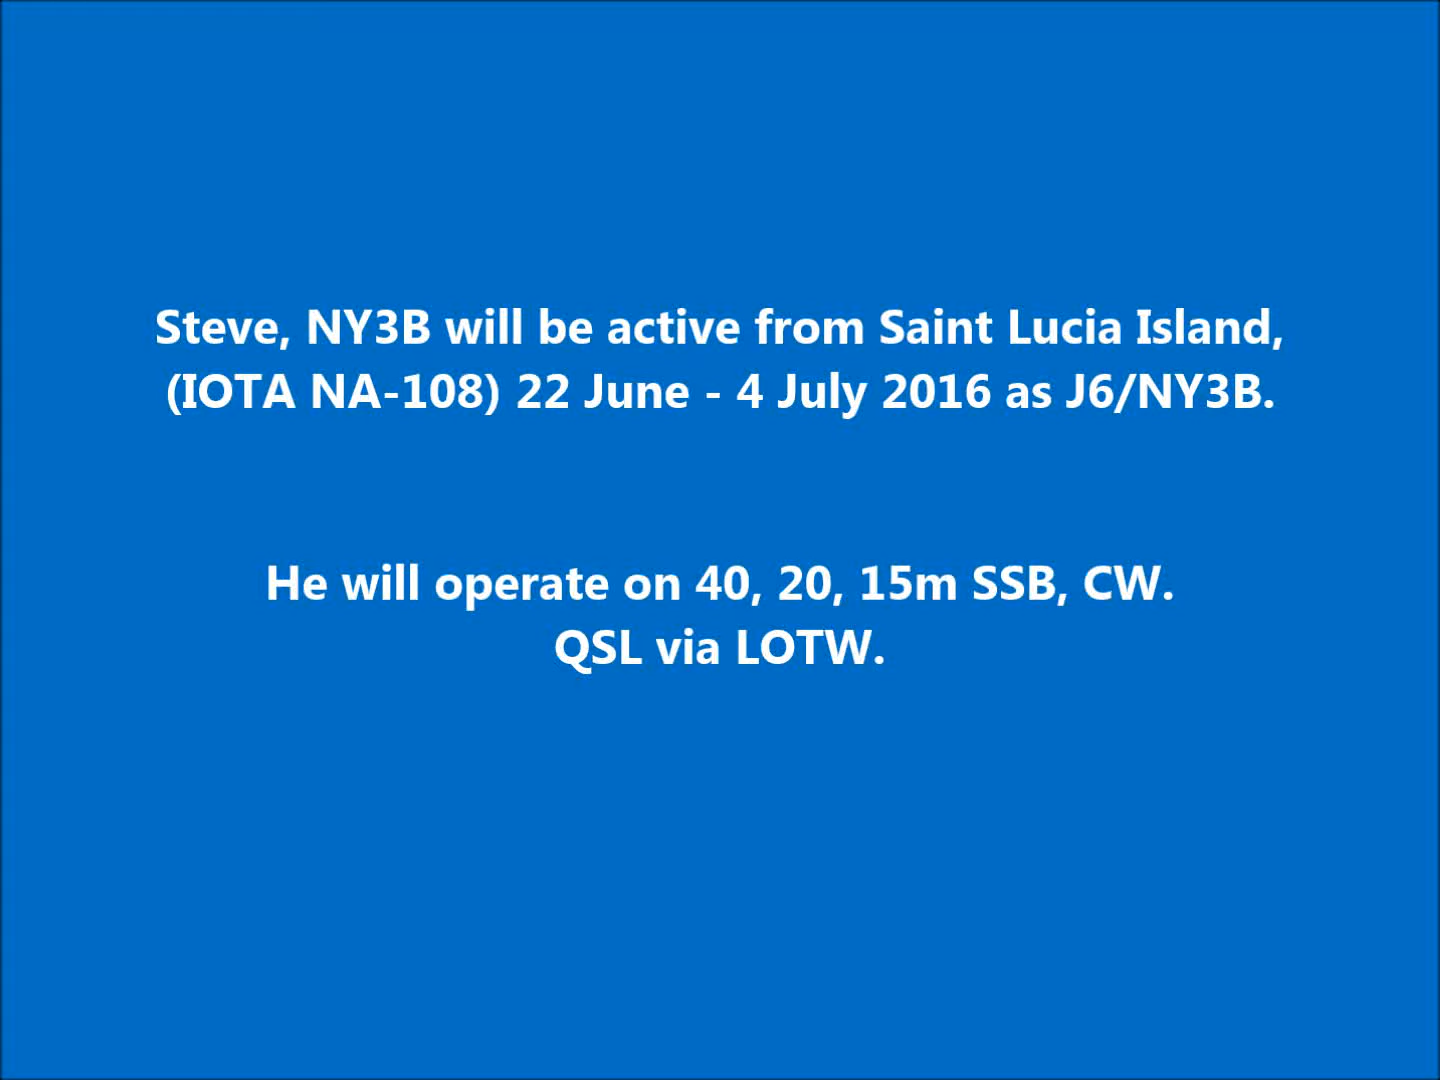 Steve, NY3B will be active from Saint Lucia Island,
(IOTA NA-108) 22 June - 4 July 2016 as J6/NY3B.
He will operate on 40, 20, 15m SSB, CW.
QSL via LOTW.